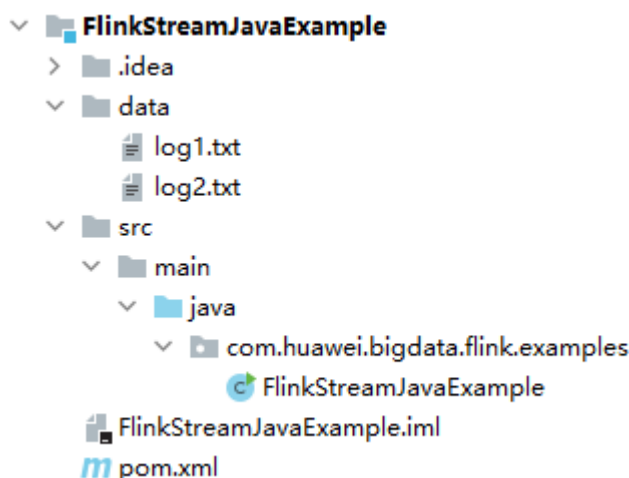 FlinkStreamJavaExample
.idea
data
log1.txt
log2.txt
src
main
java
com.huawei.bigdata.flink.examples
FlinkStreamJavaExample
FlinkStreamJavaExample.iml
pom.xml